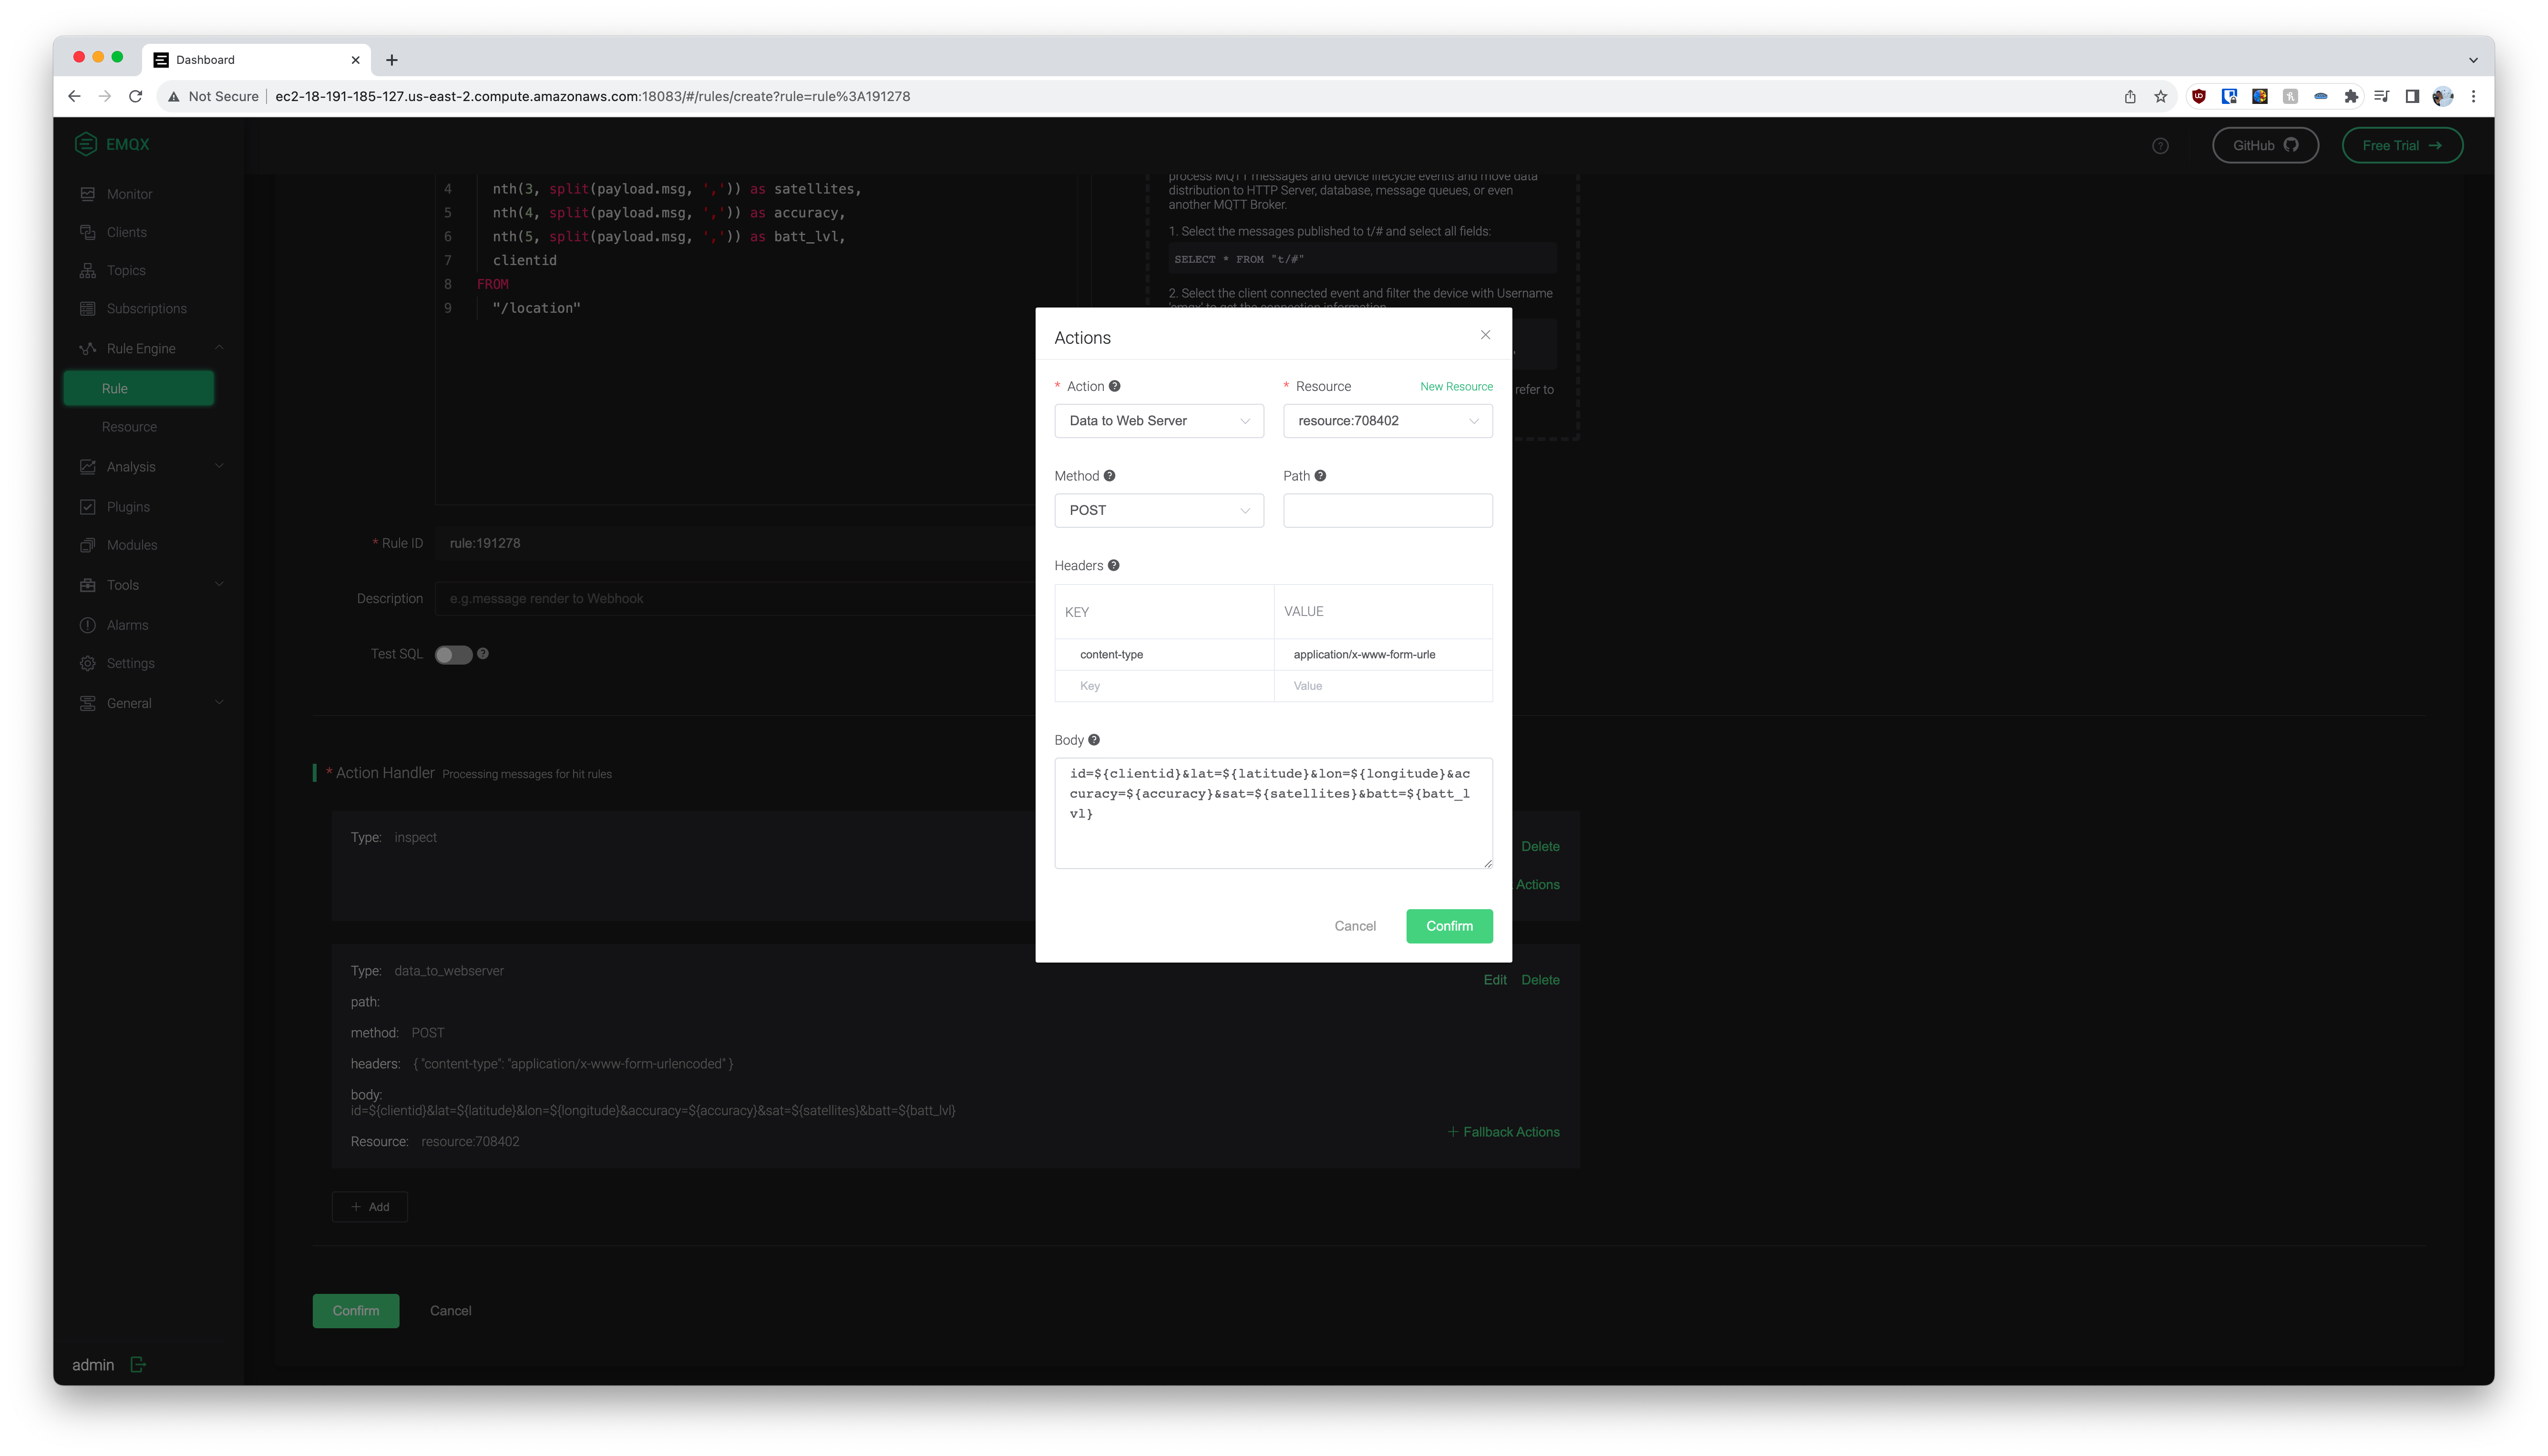 Dashboard
Not Secure ec2-18-191-185-127.us-east-2.compute.amazonaws.com:18083/#/rules/create?rule=rule%3A191278
EMQX
GitHub
Free Trial →
Monitor
Clients
Topics
Subscriptions
Rule Engine
Rule
Resource
Analysis
Plugins
Modules
Tools
Alarms
Settings
General
admin
4 nth(3, split(payload.msg, ',')) as satellites,
5 nth(4, split(payload.msg, ',')) as accuracy,
6 nth(5, split(payload.msg, ',')) as batt_lvl,
7 clientid
8 FROM
9 "/location"
process MQTT messages and device lifecycle events and move data
distribution to HTTP Server, database, message queues, or even
another MQTT Broker.
1. Select the messages published to t/# and select all fields:
SELECT * FROM "t/#"
2. Select the client connected event and filter the device with Username
'emqx' to get the connection information
refer to
* Rule ID rule:191278
Description e.g.message render to Webhook
Test SQL
* Action Handler Processing messages for hit rules
Type: inspect
Delete
Actions
Type: data_to_webserver
Edit Delete
path:
method: POST
headers: { "content-type": "application/x-www-form-urlencoded" }
body:
id=${clientid}&lat=${latitude}&lon=${longitude}&accuracy=${accuracy}&sat=${satellites}&batt=${batt_lvl}
Resource: resource:708402
+ Fallback Actions
+ Add
Confirm Cancel
Actions
* Action
* Resource New Resource
Data to Web Server
resource:708402
Method
Path
POST
Headers
KEY VALUE
content-type application/x-www-form-urle
Key Value
Body
id=${clientid}&lat=${latitude}&lon=${longitude}&ac
curacy=${accuracy}&sat=${satellites}&batt=${batt_l
vl}
Cancel Confirm